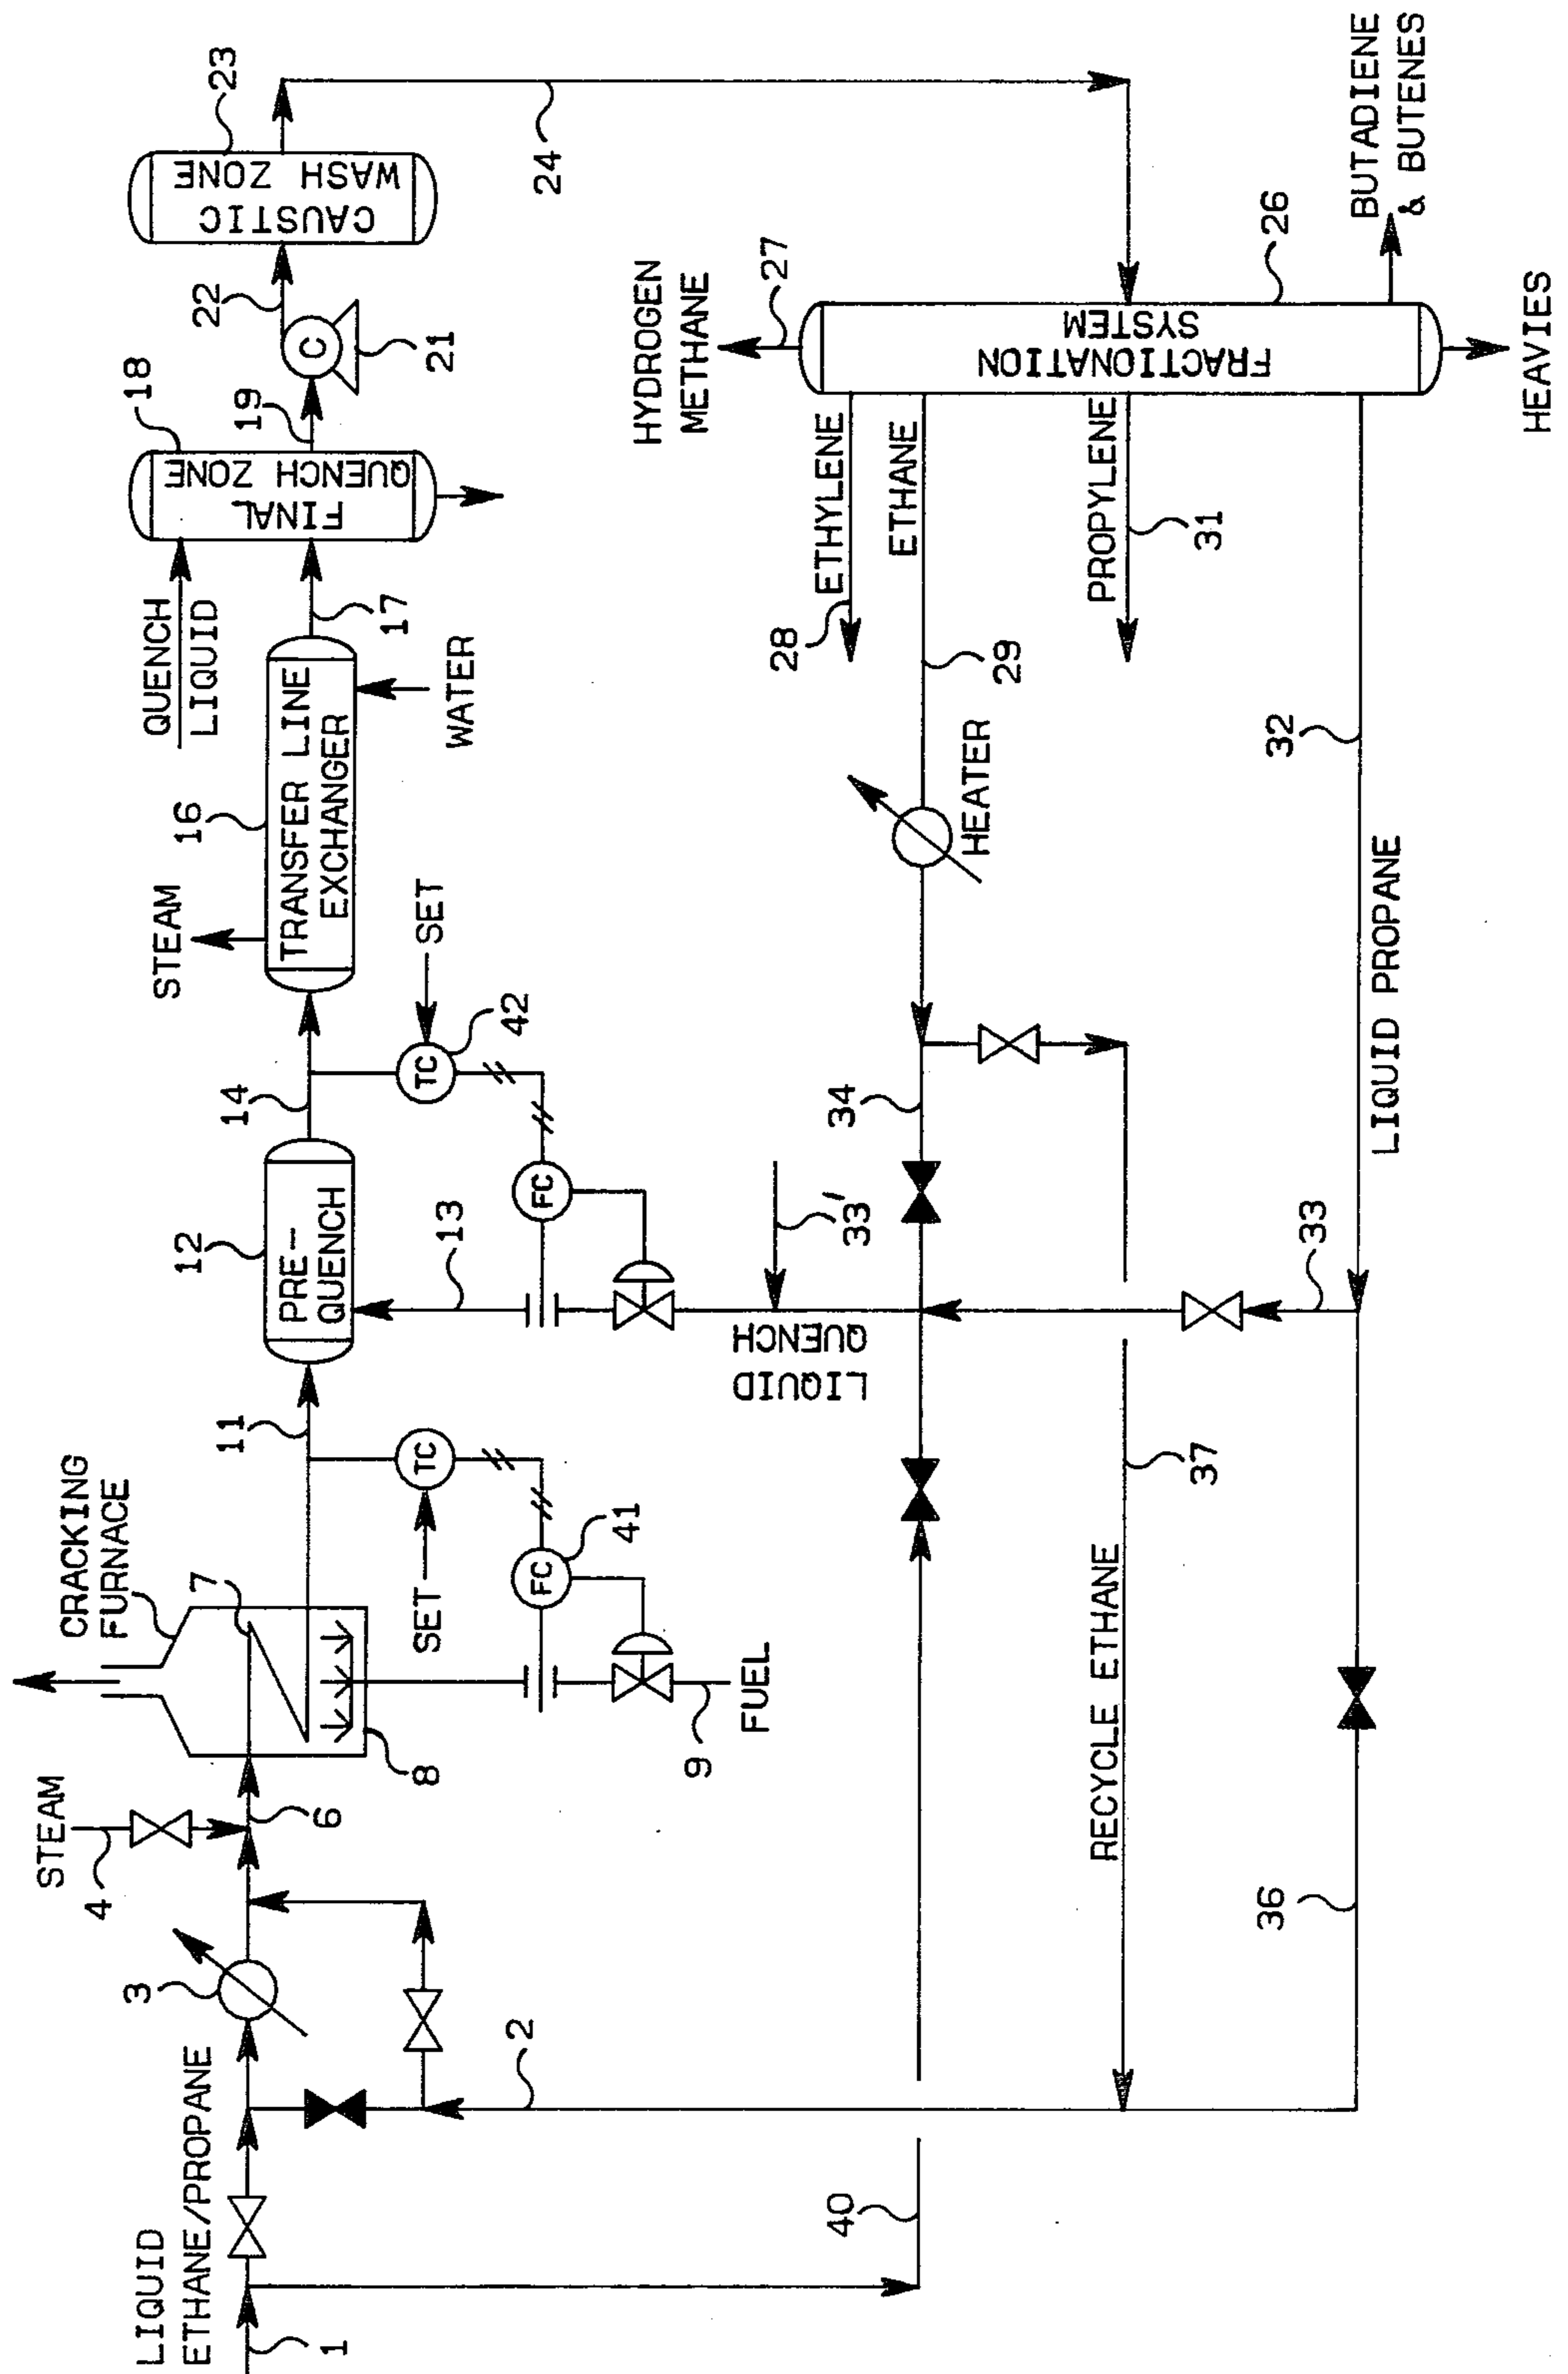 LIQUID
ETHANE/PROPANE
1
2
3
STEAM
4
6
CRACKING
FURNACE
7
8
9
FUEL
SET
TC
FC
41
11
PRE-
QUENCH
12
13
14
SET
TC
42
FC
STEAM
TRANSFER LINE
EXCHANGER
16
WATER
17
QUENCH
LIQUID
FINAL
QUENCH ZONE
18
19
C
21
22
CAUSTIC
WASH ZONE
23
24
HYDROGEN
METHANE
27
FRACTIONATION
SYSTEM
26
BUTADIENE
& BUTENES
HEAVIES
ETHYLENE
28
ETHANE
29
PROPYLENE
31
32
HEATER
34
33'
LIQUID
QUENCH
33
LIQUID PROPANE
RECYCLE ETHANE
37
36
40